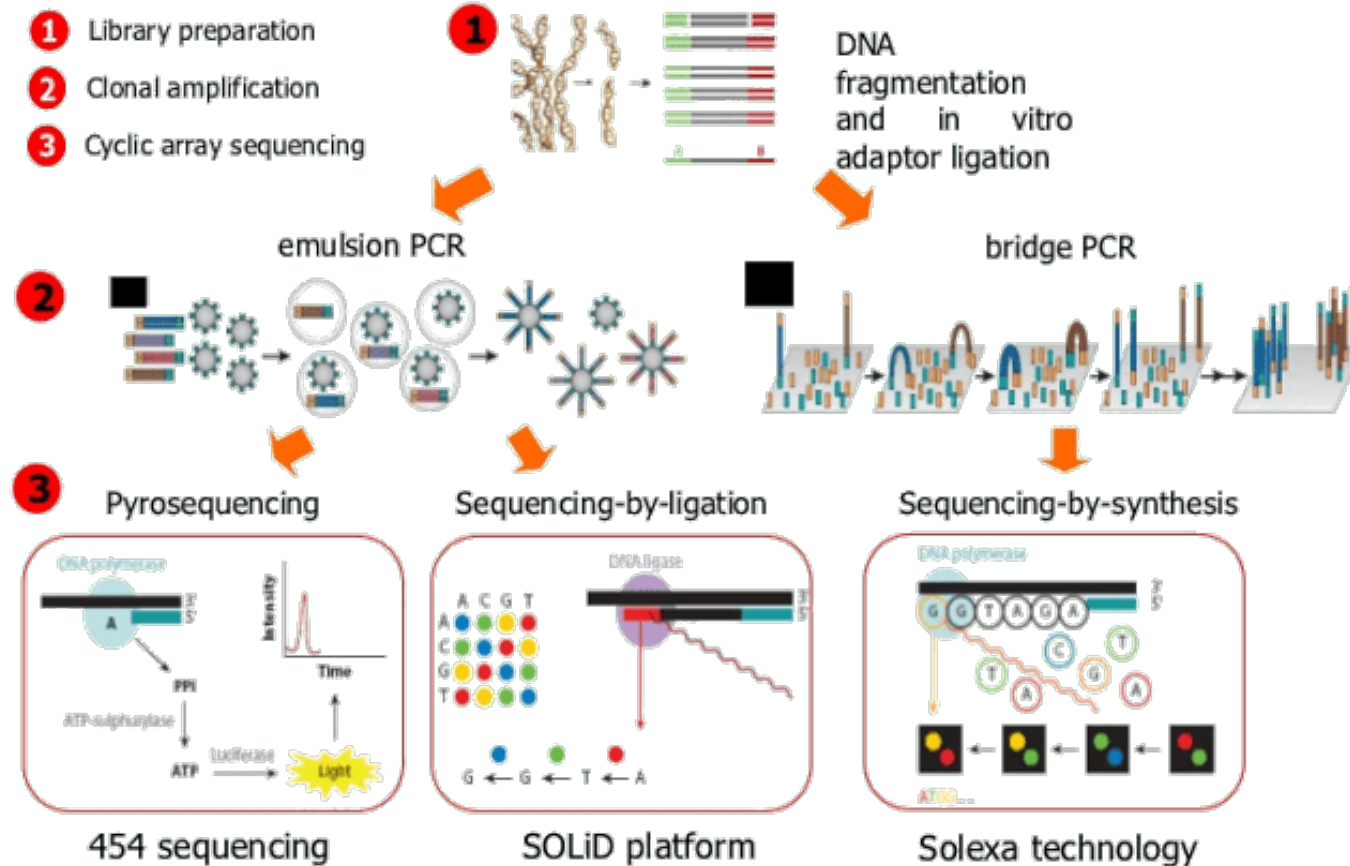 1 Library preparation
2 Clonal amplification
3 Cyclic array sequencing
1
DNA
fragmentation
and in vitro
adaptor ligation
A B
emulsion PCR
bridge PCR
2
3
Pyrosequencing
Sequencing-by-ligation
Sequencing-by-synthesis
DNA polymerase
A
PPi
ATP-sulphurylase
ATP
Luciferase
Light
Intensity
Time
DNA ligase
A C G T
A
C
G
T
G G T A
DNA polymerase
G G T A G A
C T
T A G A
ATGG...
454 sequencing
SOLiD platform
Solexa technology